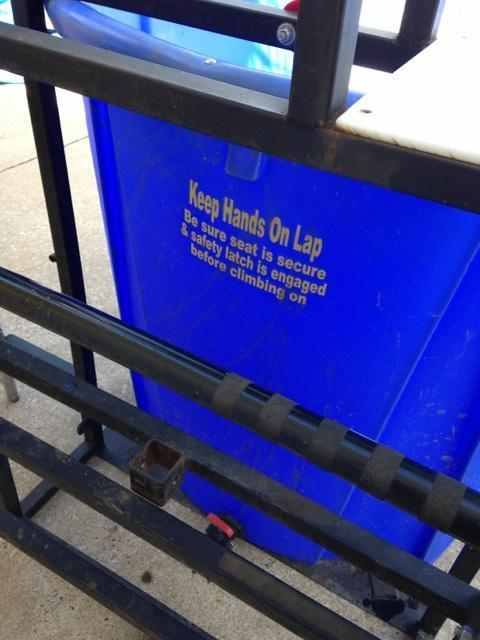 Keep Hands On Lap
Be sure seat is secure
& safety latch is engaged
before climbing on